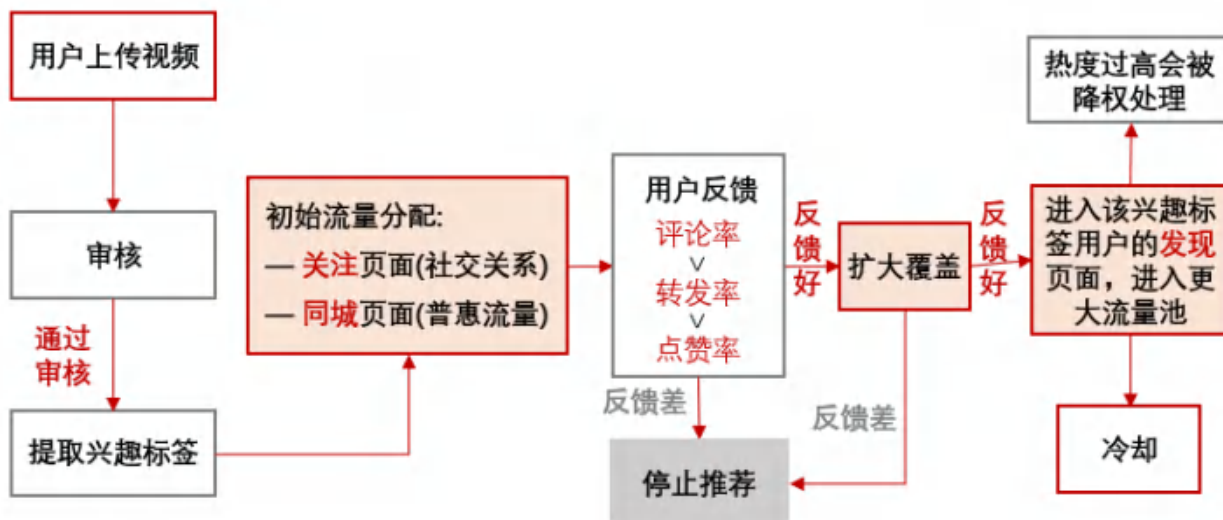 用户上传视频
审核
通过
审核
提取兴趣标签
初始流量分配:
— 关注页面(社交关系)
— 同城页面(普惠流量)
用户反馈
评论率
>
转发率
>
点赞率
反馈差
停止推荐
反
馈
好
扩大覆盖
反馈差
反
馈
好
热度过高会被
降权处理
进入该兴趣标
签用户的发现
页面，进入更
大流量池
冷却